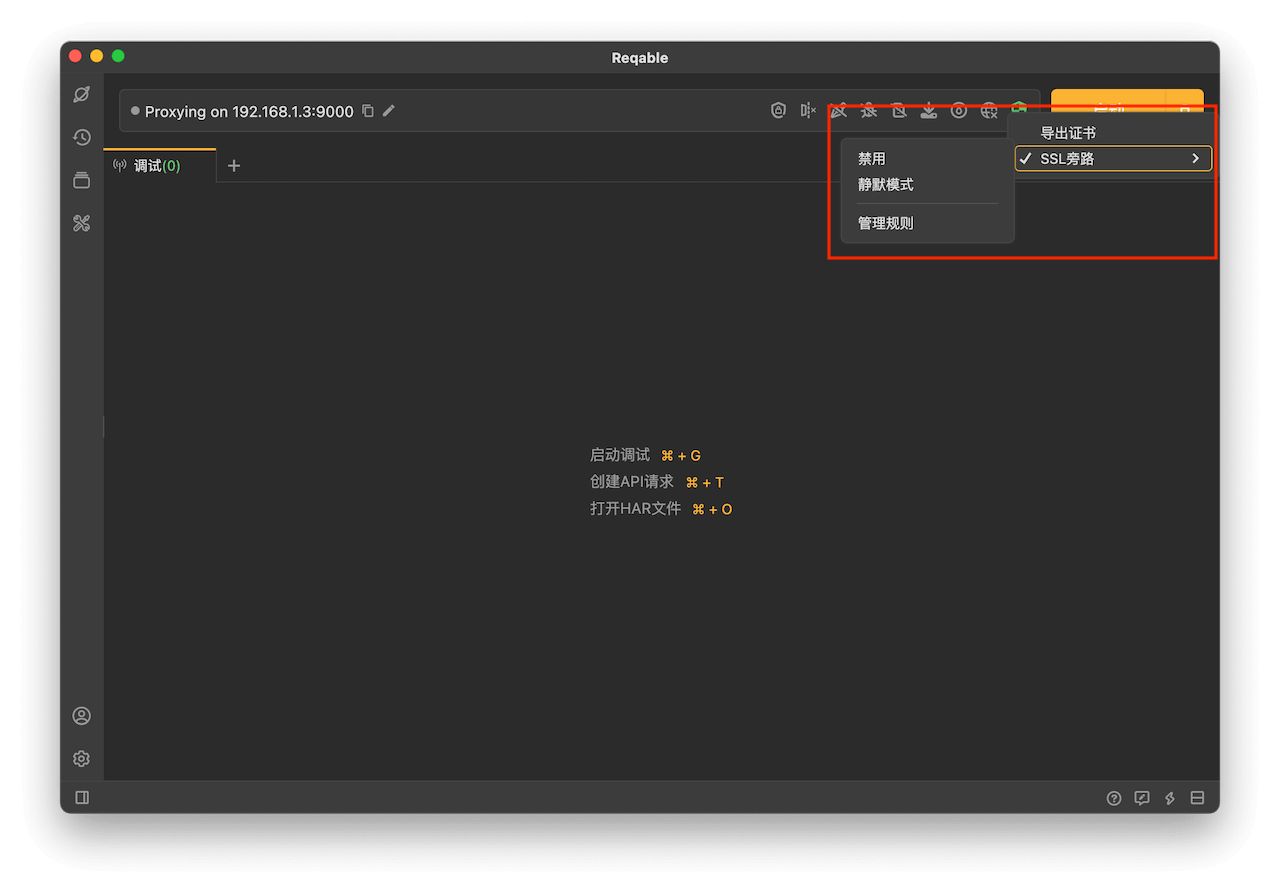 Reqable
Proxying on 192.168.1.3:9000
启动
调试(0)
导出证书
SSL旁路
禁用
静默模式
管理规则
启动调试 ⌘ + G
创建API请求 ⌘ + T
打开HAR文件 ⌘ + O